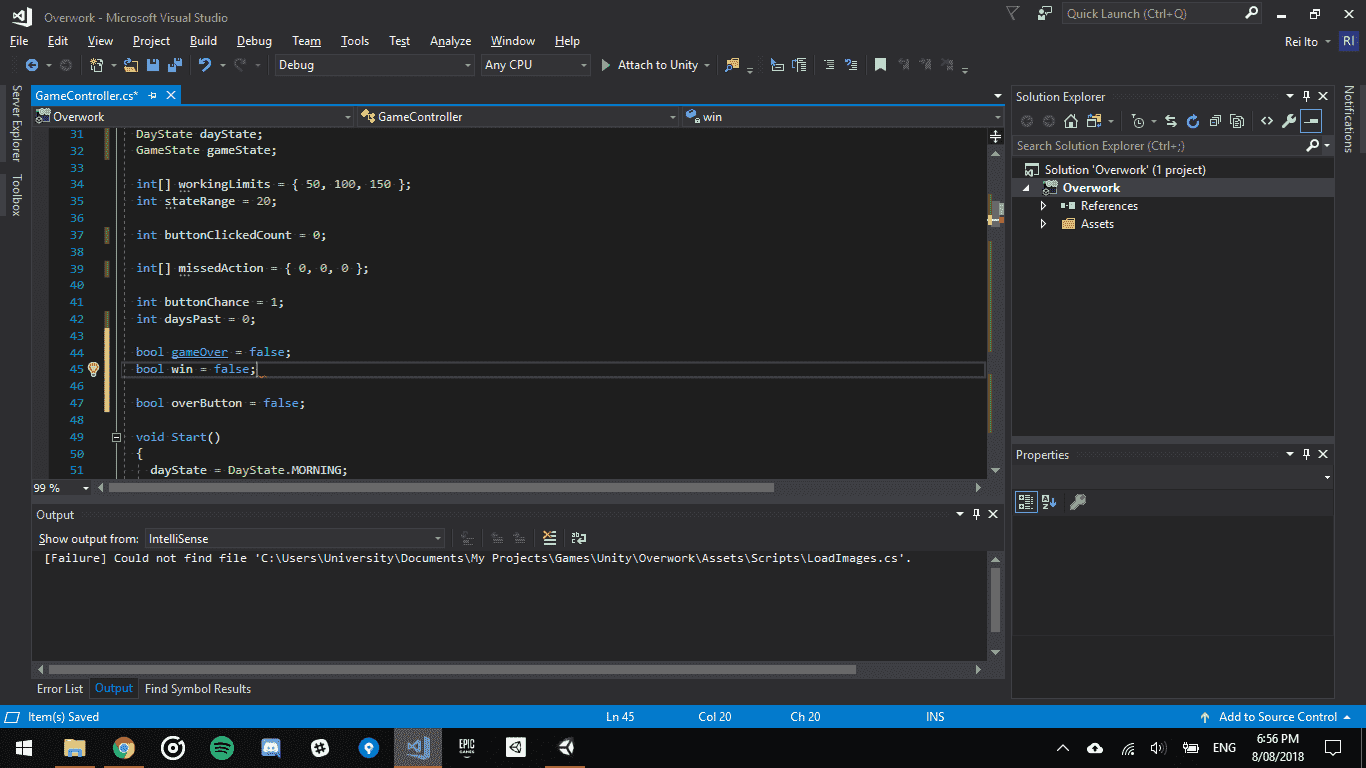 Overwork - Microsoft Visual Studio
Quick Launch (Ctrl+Q)
File Edit View Project Build Debug Team Tools Test Analyze Window Help
Rei Ito RI
Debug Any CPU Attach to Unity
Server Explorer
Toolbox
GameController.cs*
Overwork GameController win
31 DayState dayState;
32 GameState gameState;
33
34 int[] workingLimits = { 50, 100, 150 };
35 int stateRange = 20;
36
37 int buttonClickedCount = 0;
38
39 int[] missedAction = { 0, 0, 0 };
40
41 int buttonChance = 1;
42 int daysPast = 0;
43
44 bool gameOver = false;
45 bool win = false;
46
47 bool overButton = false;
48
49 void Start()
50 {
51 dayState = DayState.MORNING;
99 %
Output
Show output from: IntelliSense
[Failure] Could not find file 'C:\Users\University\Documents\My Projects\Games\Unity\Overwork\Assets\Scripts\LoadImages.cs'.
Error List Output Find Symbol Results
Solution Explorer
Search Solution Explorer (Ctrl+;)
Solution 'Overwork' (1 project)
Overwork
References
Assets
Properties
Notifications
Item(s) Saved Ln 45 Col 20 Ch 20 INS Add to Source Control
EPIC
GAMES
ENG
6:56 PM
8/08/2018